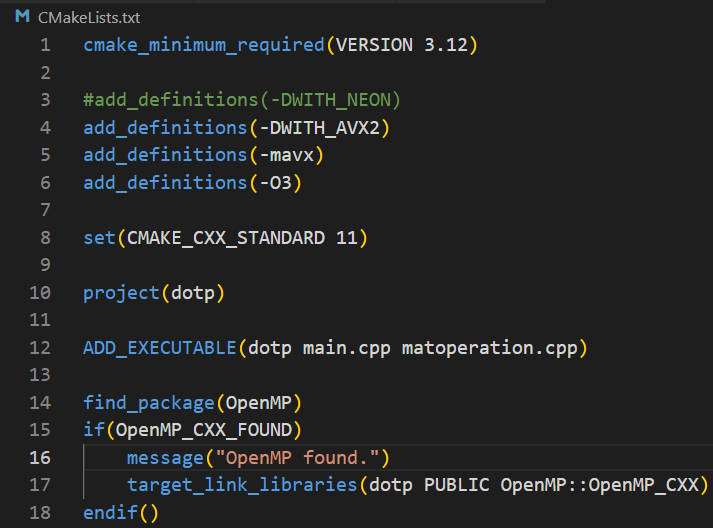 CMakeLists.txt
1 cmake_minimum_required(VERSION 3.12)
2
3 #add_definitions(-DWITH_NEON)
4 add_definitions(-DWITH_AVX2)
5 add_definitions(-mavx)
6 add_definitions(-O3)
7
8 set(CMAKE_CXX_STANDARD 11)
9
10 project(dotp)
11
12 ADD_EXECUTABLE(dotp main.cpp matoperation.cpp)
13
14 find_package(OpenMP)
15 if(OpenMP_CXX_FOUND)
16     message("OpenMP found.")
17     target_link_libraries(dotp PUBLIC OpenMP::OpenMP_CXX)
18 endif()